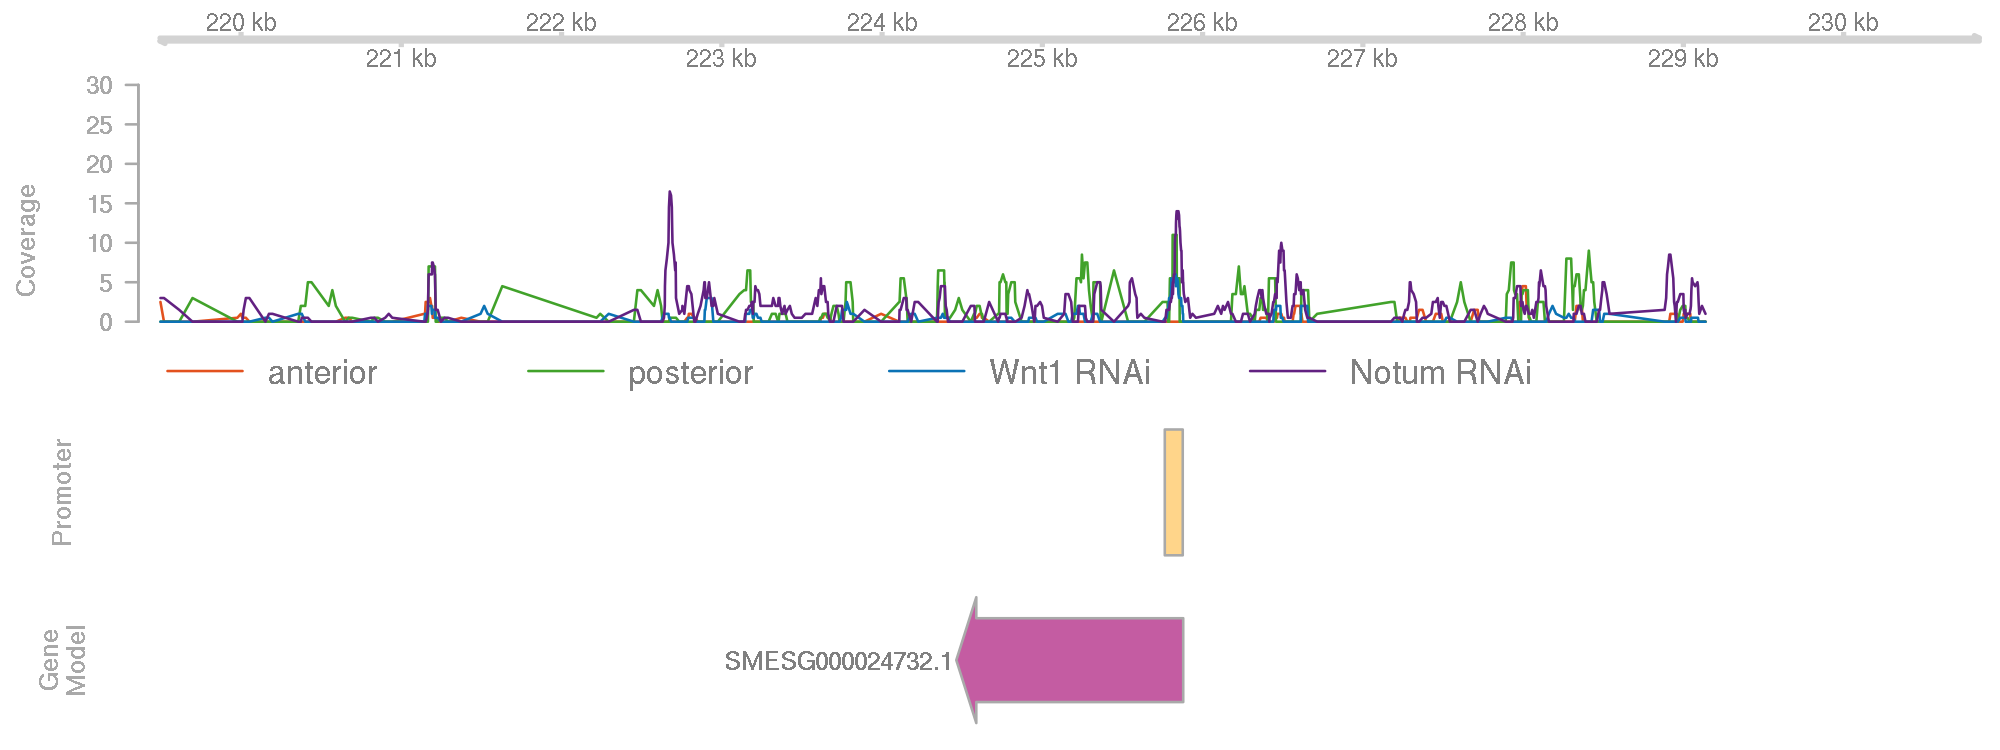 220 kb 222 kb 224 kb 226 kb 228 kb 230 kb
221 kb 223 kb 225 kb 227 kb 229 kb
30
25
20
15
10
5
0
Coverage
anterior posterior Wnt1 RNAi Notum RNAi
Promoter
Gene
Model
SMESG000024732.1